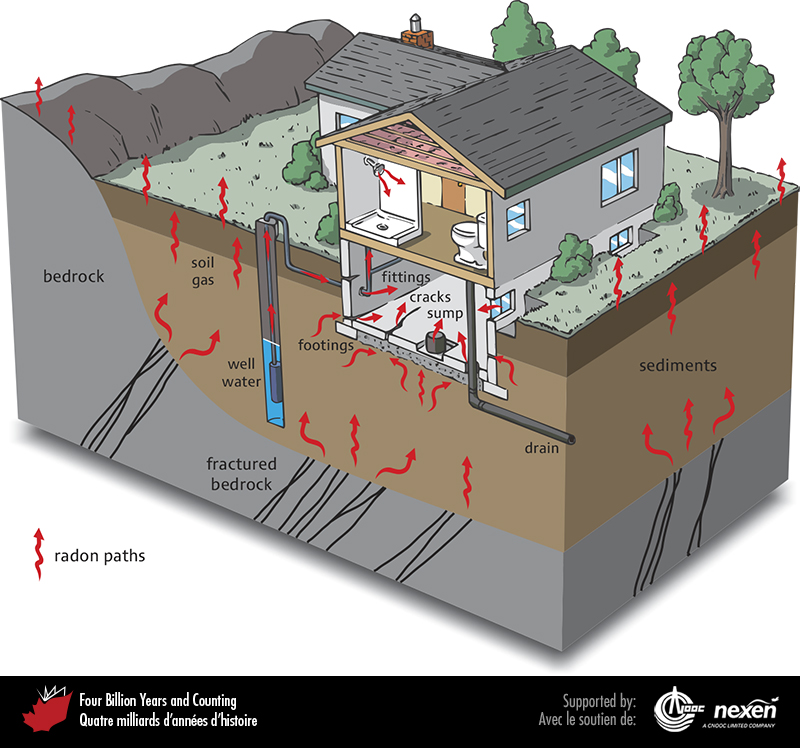 bedrock
soil
gas
fittings
cracks
sump
footings
well
water
sediments
drain
fractured
bedrock
radon paths
Four Billion Years and Counting
Quatre milliards d'années d'histoire
Supported by:
Avec le soutien de:
CNOOC
nexen
A CNOOC LIMITED COMPANY